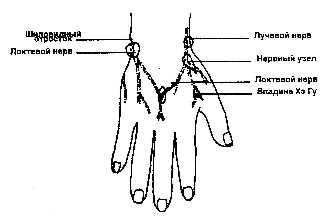 Шиловидный
отросток
Локтевой нерв
Лучевой нерв
Нервный узел
Локтевой нерв
Впадина Хэ Гу